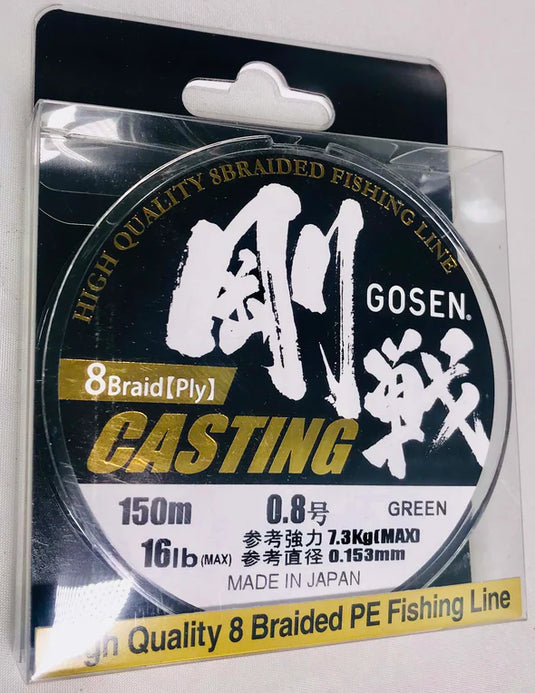 HIGH QUALITY 8BRAIDED FISHING LINE
剛戦
GOSEN®
8Braid【Ply】
CASTING
150m 0.8号 GREEN
参考強力 7.3Kg(MAX)
16lb(MAX) 参考直径 0.153mm
MADE IN JAPAN
High Quality 8 Braided PE Fishing Line